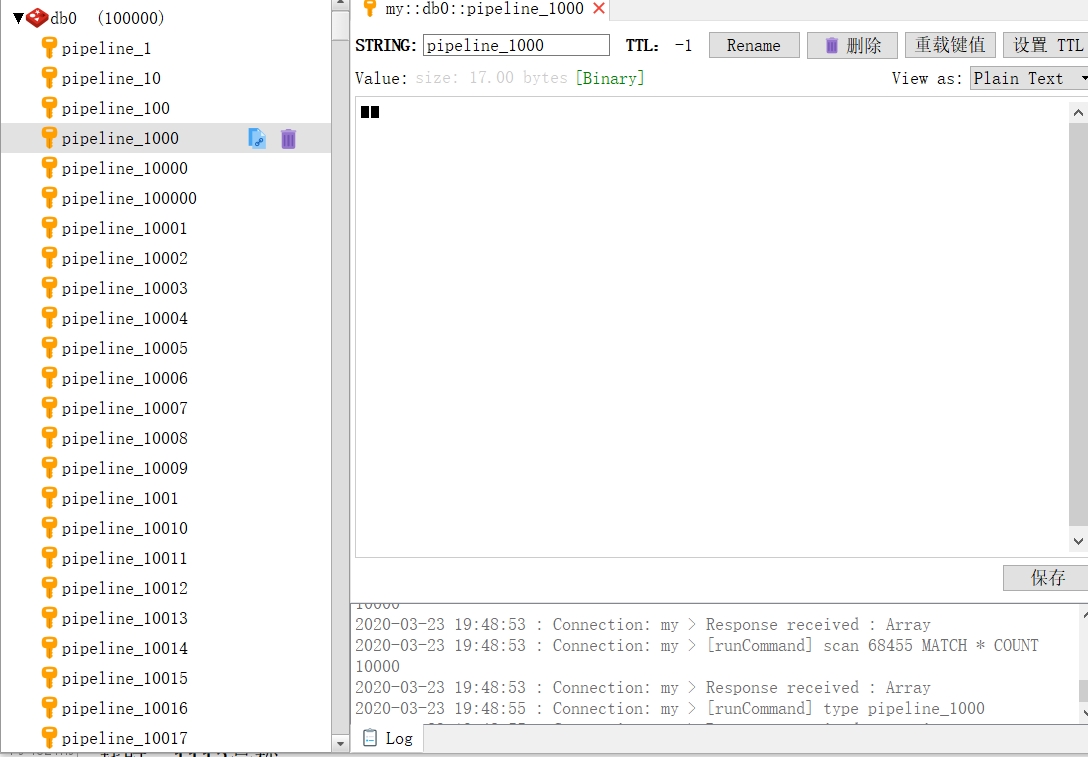 db0 (100000)
pipeline_1
pipeline_10
pipeline_100
pipeline_1000
pipeline_10000
pipeline_100000
pipeline_10001
pipeline_10002
pipeline_10003
pipeline_10004
pipeline_10005
pipeline_10006
pipeline_10007
pipeline_10008
pipeline_10009
pipeline_1001
pipeline_10010
pipeline_10011
pipeline_10012
pipeline_10013
pipeline_10014
pipeline_10015
pipeline_10016
pipeline_10017
my::db0::pipeline_1000
STRING: pipeline_1000 TTL: -1 Rename 删除 重载键值 设置 TTL
Value: size: 17.00 bytes [Binary] View as: Plain Text
保存
10000
2020-03-23 19:48:53 : Connection: my > Response received : Array
2020-03-23 19:48:53 : Connection: my > [runCommand] scan 68455 MATCH * COUNT
10000
2020-03-23 19:48:53 : Connection: my > Response received : Array
2020-03-23 19:48:55 : Connection: my > [runCommand] type pipeline_1000
Log